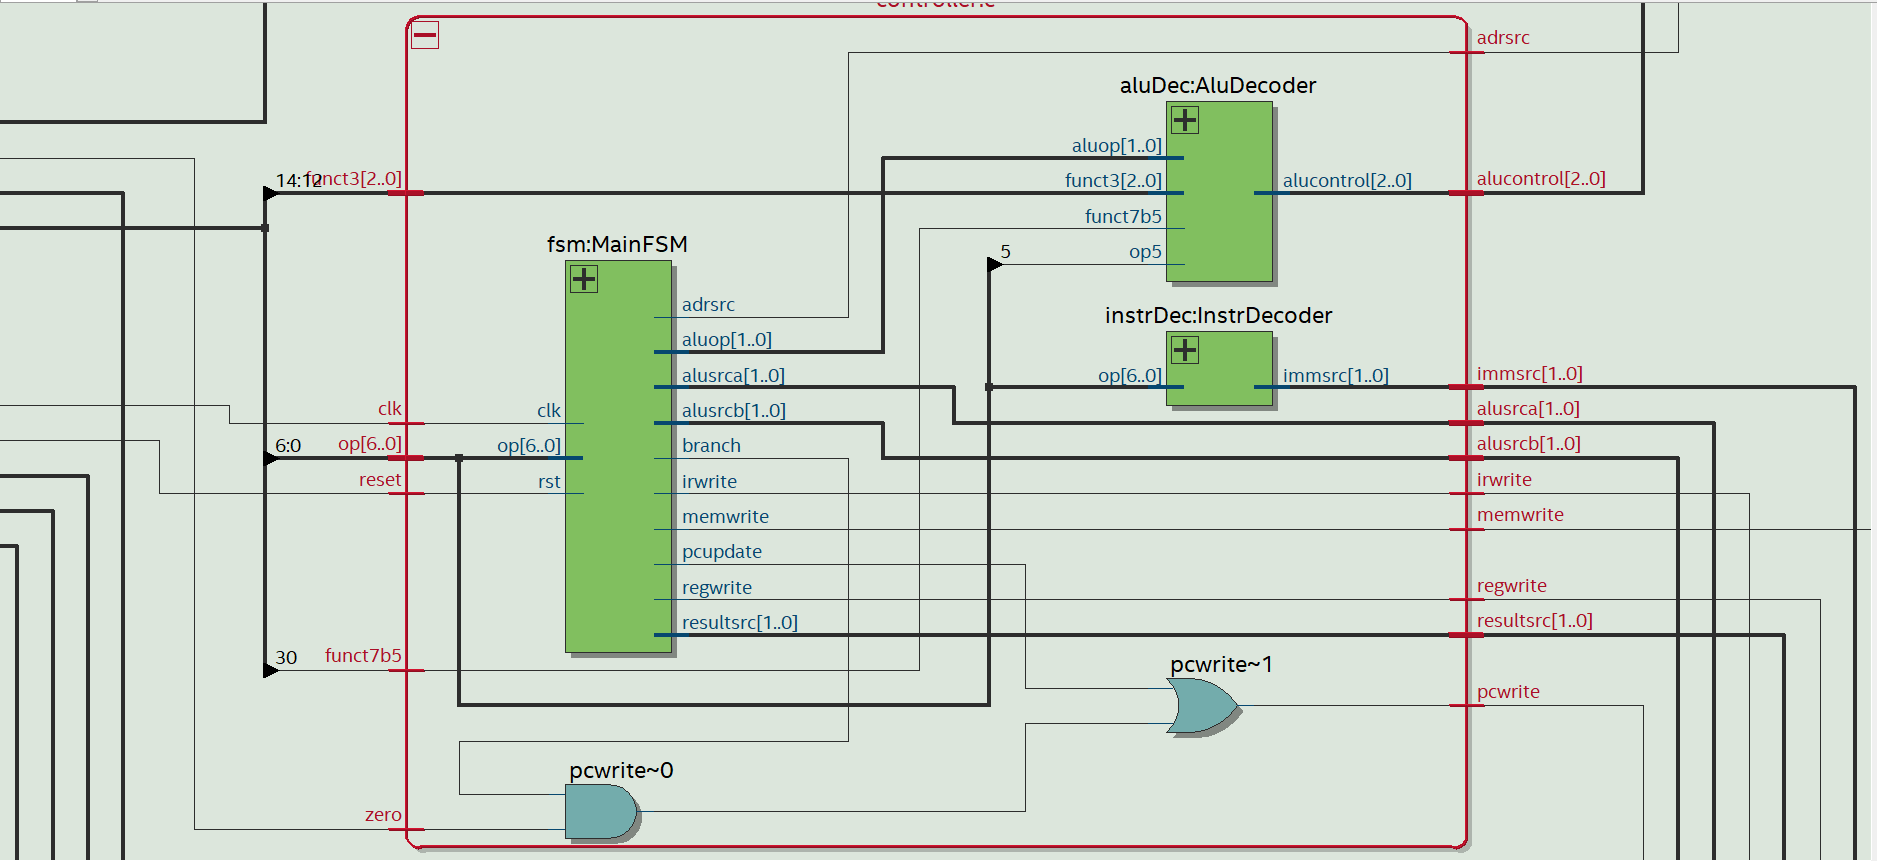 controller:c
adrsrc
aluDec:AluDecoder
aluop[1..0]
14:12
funct3[2..0]
funct3[2..0]
alucontrol[2..0]
alucontrol[2..0]
funct7b5
fsm:MainFSM
5
op5
adrsrc
instrDec:InstrDecoder
aluop[1..0]
alusrca[1..0]
op[6..0]
immsrc[1..0]
immsrc[1..0]
clk
clk
alusrcb[1..0]
alusrca[1..0]
6:0
op[6..0]
op[6..0]
branch
alusrcb[1..0]
reset
rst
irwrite
irwrite
memwrite
memwrite
pcupdate
regwrite
regwrite
resultsrc[1..0]
resultsrc[1..0]
30
funct7b5
pcwrite~1
pcwrite
pcwrite~0
zero